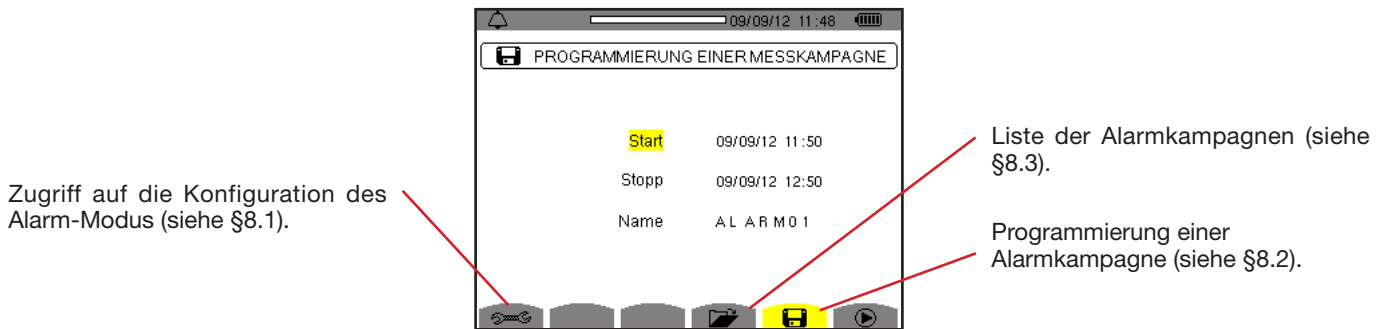 09/09/12 11:48
PROGRAMMIERUNG EINER MESSKAMPAGNE
Start 09/09/12 11:50
Stopp 09/09/12 12:50
Name ALARM01
Zugriff auf die Konfiguration des
Alarm-Modus (siehe §8.1).
Liste der Alarmkampagnen (siehe
§8.3).
Programmierung einer
Alarmkampagne (siehe §8.2).